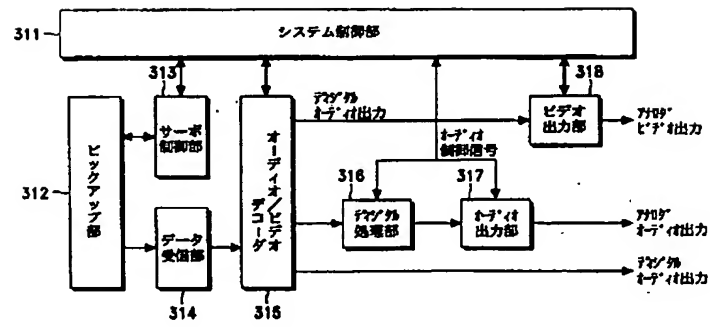 311
システム制御部
313
318
サーボ
制御部
ディジタル
オーディオ出力
ビデオ
出力部
アナログ
ビデオ出力
オーディオ
制御信号
312
ピックアップ部
オーディオ/ビデオ
デコーダ
316
317
ディジタル
処理部
オーディオ
出力部
アナログ
オーディオ出力
データ
受信部
ディジタル
オーディオ出力
314
315